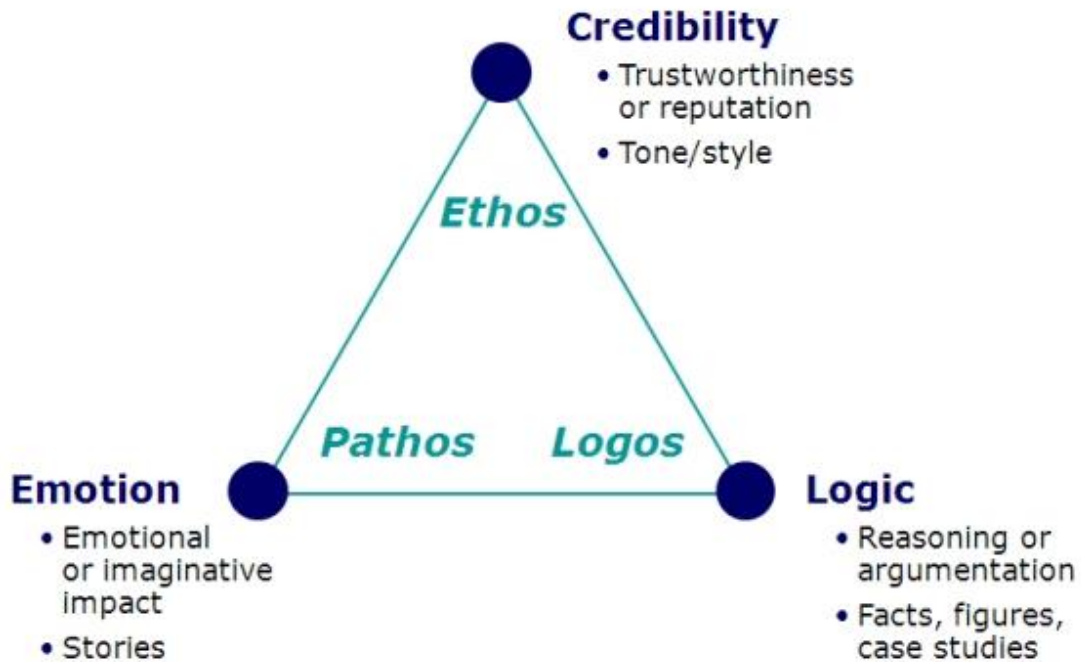 Credibility
• Trustworthiness
or reputation
• Tone/style
Ethos
Pathos
Logos
Emotion
• Emotional
or imaginative
impact
• Stories
Logic
• Reasoning or
argumentation
• Facts, figures,
case studies